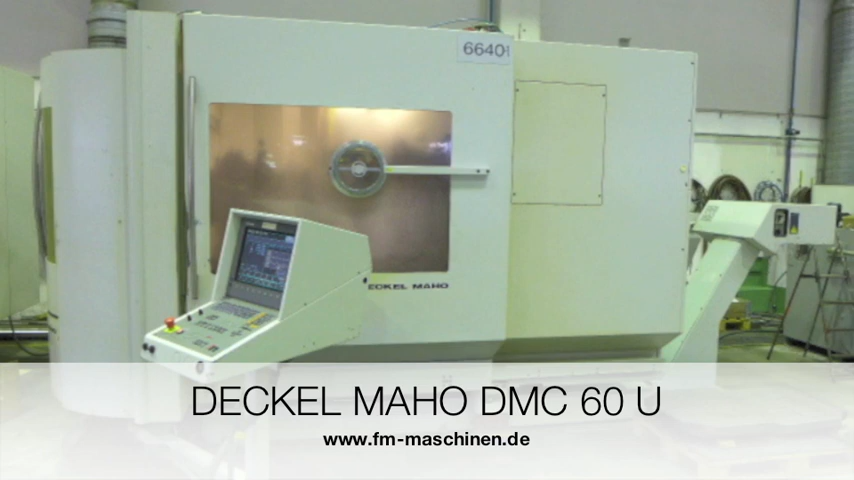 6640
ECKEL MAHO
DECKEL MAHO DMC 60 U
www.fm-maschinen.de